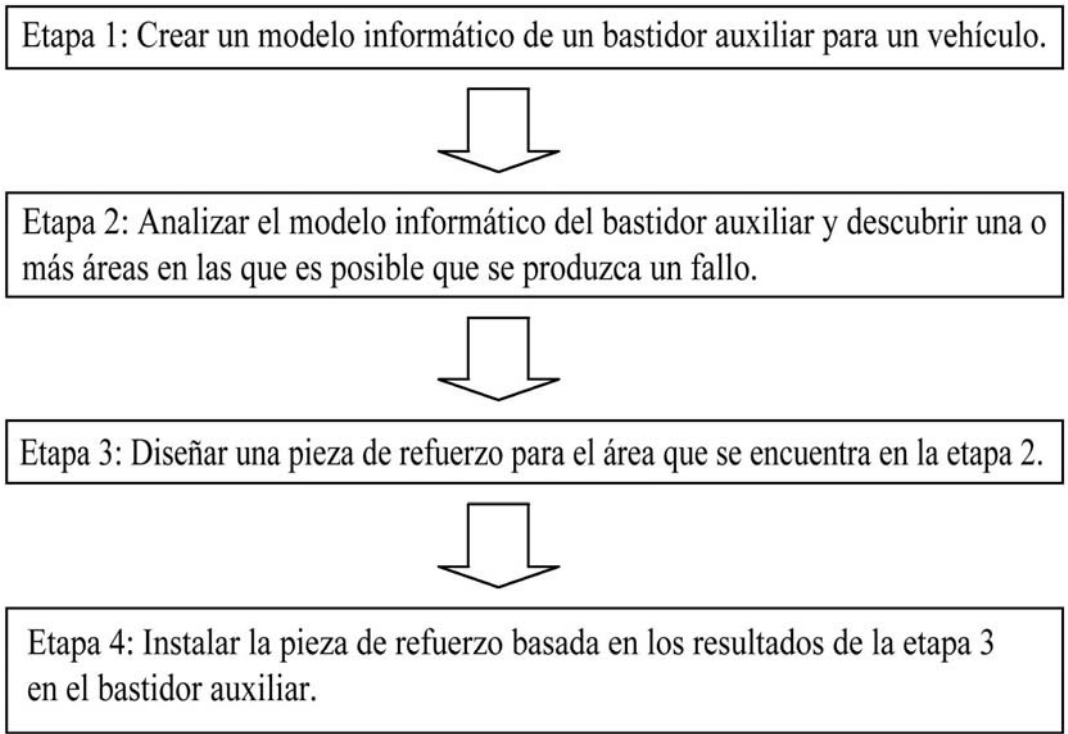 Etapa 1: Crear un modelo informático de un bastidor auxiliar para un vehículo.
Etapa 2: Analizar el modelo informático del bastidor auxiliar y descubrir una o
más áreas en las que es posible que se produzca un fallo.
Etapa 3: Diseñar una pieza de refuerzo para el área que se encuentra en la etapa 2.
Etapa 4: Instalar la pieza de refuerzo basada en los resultados de la etapa 3
en el bastidor auxiliar.